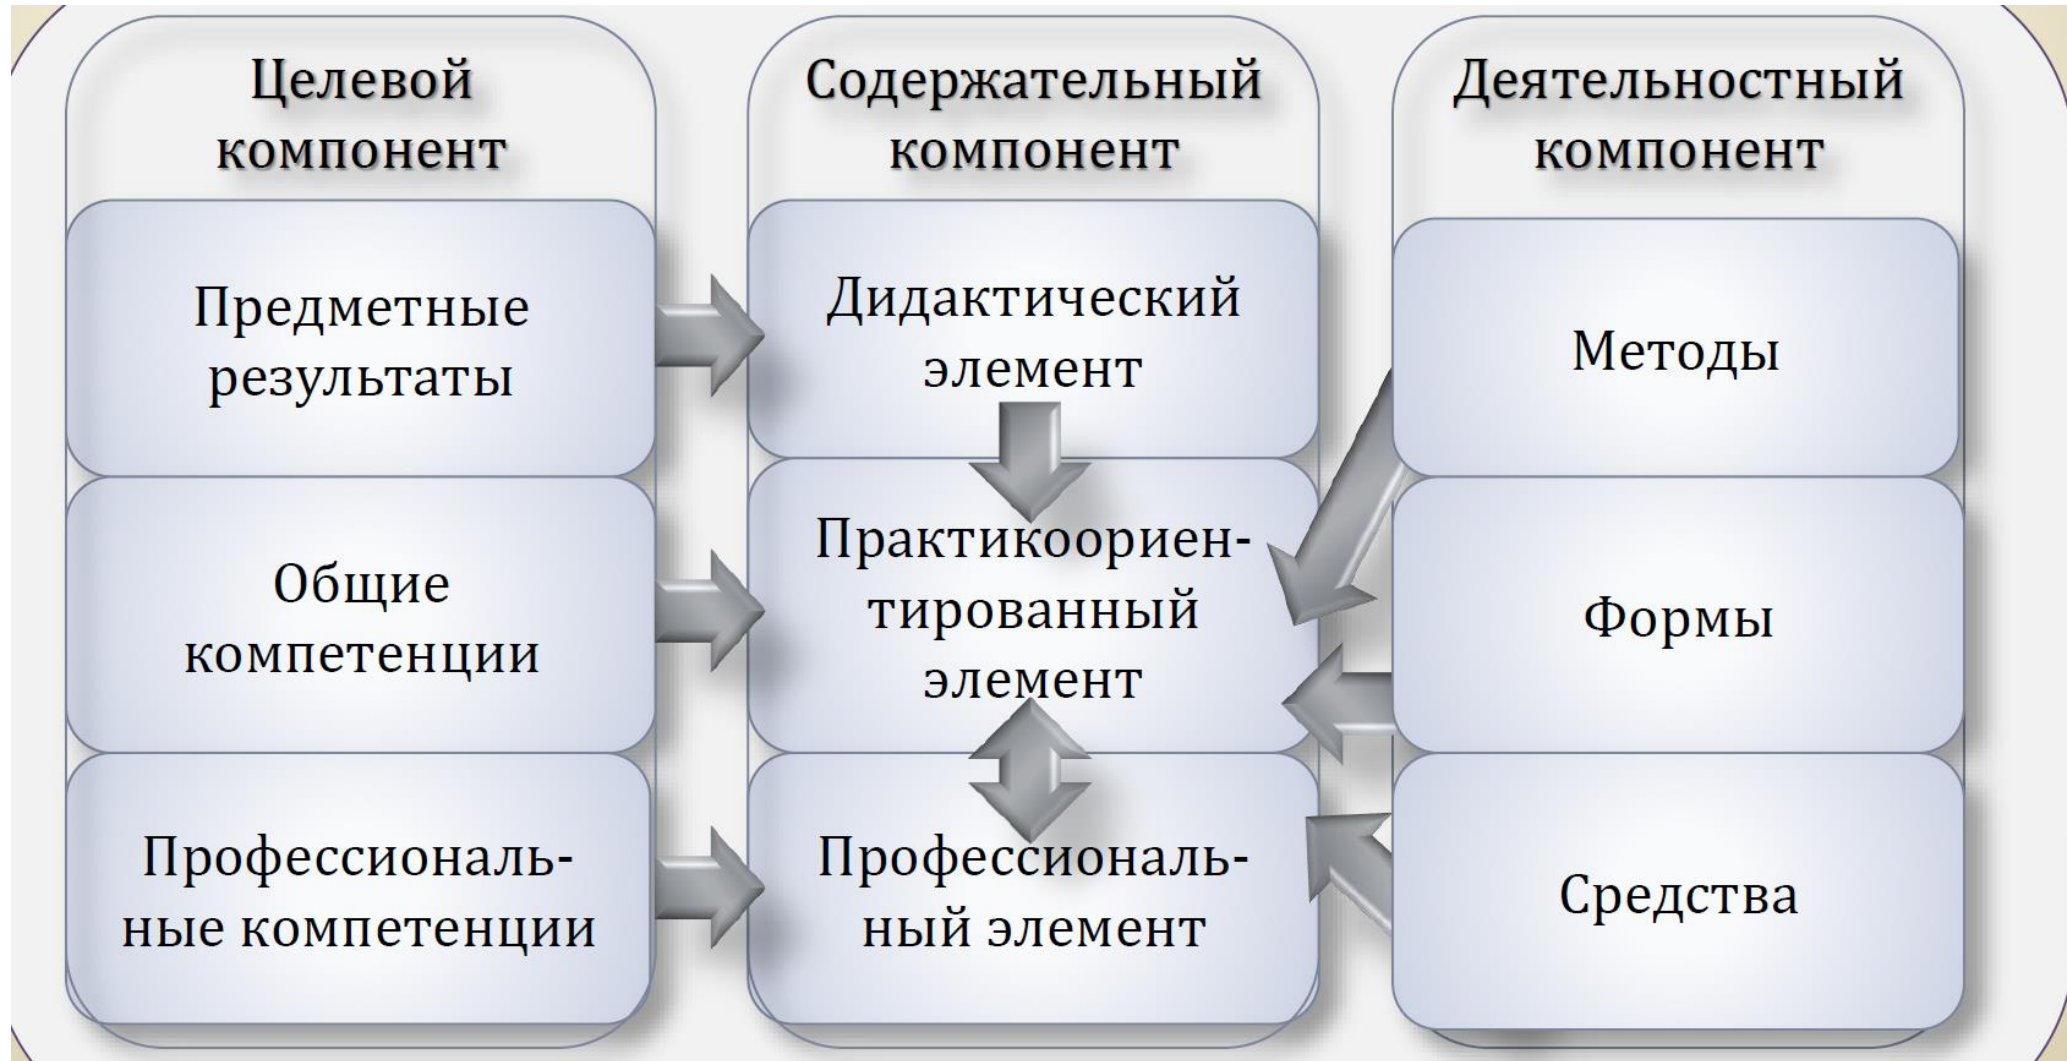 Целевой
компонент
Предметные
результаты
Общие
компетенции
Профессиональ-
ные компетенции
Содержательный
компонент
Дидактический
элемент
Практикоориен-
тированный
элемент
Профессиональ-
ный элемент
Деятельностный
компонент
Методы
Формы
Средства